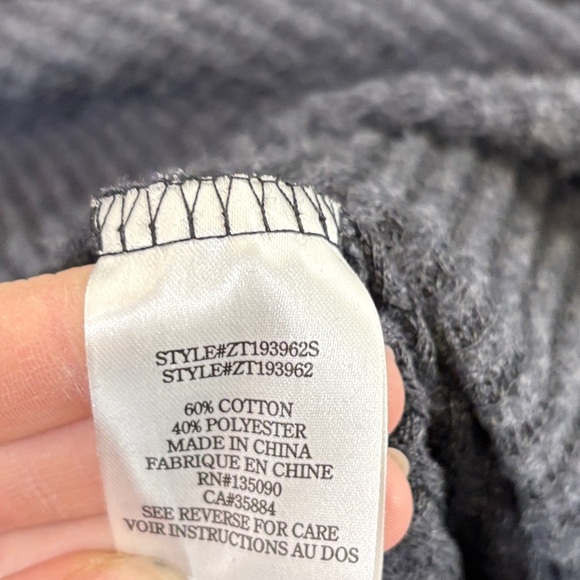 STYLE#ZT193962S
STYLE#ZT193962
60% COTTON
40% POLYESTER
MADE IN CHINA
FABRIQUE EN CHINE
RN#135090
CA#35884
SEE REVERSE FOR CARE
VOIR INSTRUCTIONS AU DOS